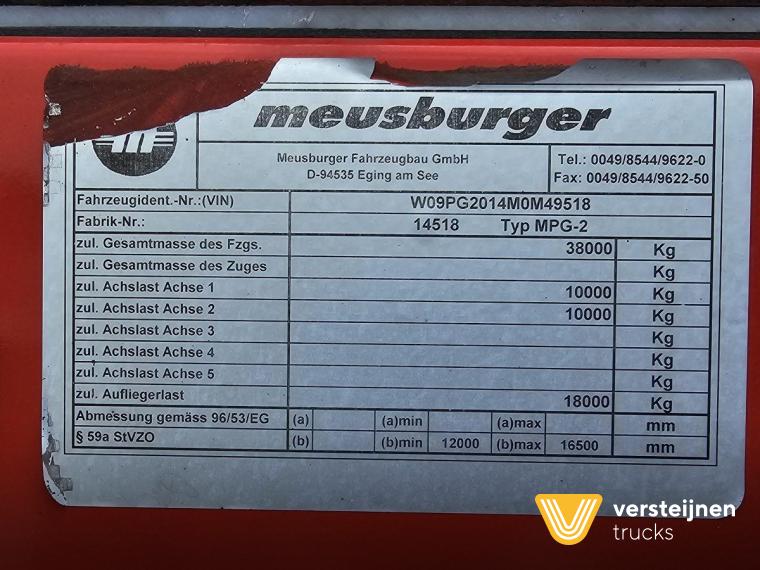 meusburger
Meusburger Fahrzeugbau GmbH
D-94535 Eging am See
Tel.: 0049/8544/9622-0
Fax: 0049/8544/9622-50
Fahrzeugident.-Nr.:(VIN) W09PG2014M0M49518
Fabrik-Nr.: 14518 Typ MPG-2
zul. Gesamtmasse des Fzgs. 38000 Kg
zul. Gesamtmasse des Zuges Kg
zul. Achslast Achse 1 10000 Kg
zul. Achslast Achse 2 10000 Kg
zul. Achslast Achse 3 Kg
zul. Achslast Achse 4 Kg
zul. Achslast Achse 5 Kg
zul. Aufliegerlast 18000 Kg
Abmessung gemäss 96/53/EG (a) (a)min (a)max mm
§ 59a StVZO (b) (b)min 12000 (b)max 16500 mm
versteijnen
trucks